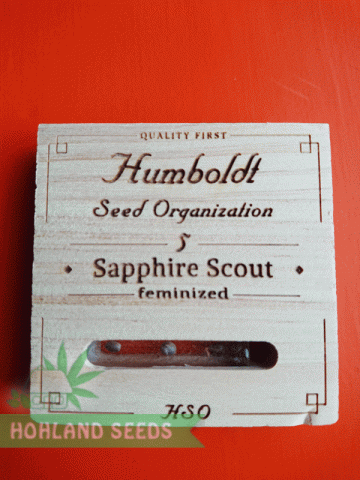 QUALITY FIRST
Humboldt
Seed Organization
5
Sapphire Scout
feminized
HSO
HOHLAND SEEDS